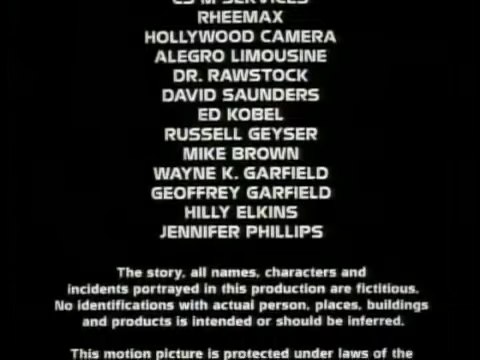 CS M SERVICES
RHEEMAX
HOLLYWOOD CAMERA
ALEGRO LIMOUSINE
DR. RAWSTOCK
DAVID SAUNDERS
ED KOBEL
RUSSELL GEYSER
MIKE BROWN
WAYNE K. GARFIELD
GEOFFREY GARFIELD
HILLY ELKINS
JENNIFER PHILLIPS
The story, all names, characters and
incidents portrayed in this production are fictitious.
No identifications with actual person, places, buildings
and products is intended or should be inferred.
This motion picture is protected under laws of the